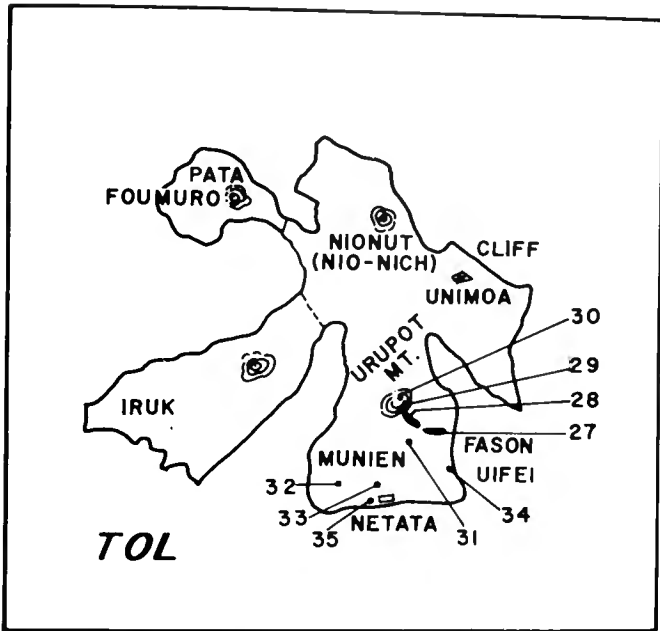 PATA
FOUMURO
NIONUT
(NIO-NICH)
CLIFF
UNIMOA
30
URUPOT
MT.
29
28
27
IRUK
FASON
MUNIEN
UIFEI
32
33
34
35
NETATA
31
TOL